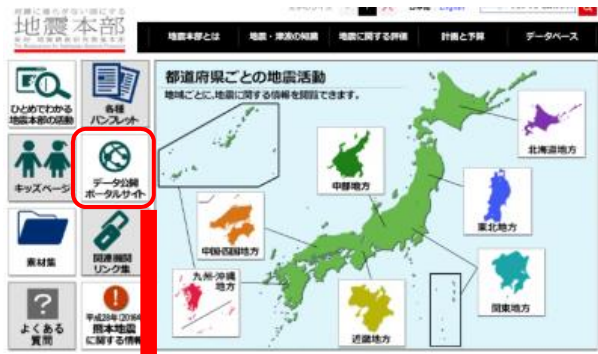 地震本部
English
地震本部とは
地震・津波の知識
地震に関する評価
計画と予算
データベース
ひとめでわかる
地震本部の活動
各種
パンフレット
キッズページ
データ公開
ポータルサイト
素材集
関連機関
リンク集
よくある
質問
平成28年(2016年
熊本地震
に関する情報
都道府県ごとの地震活動
地域ごとに、地震に関する情報を閲覧できます。
北海道地方
中部地方
東北地方
中国・四国地方
九州・沖縄
地方
関東地方
近畿地方